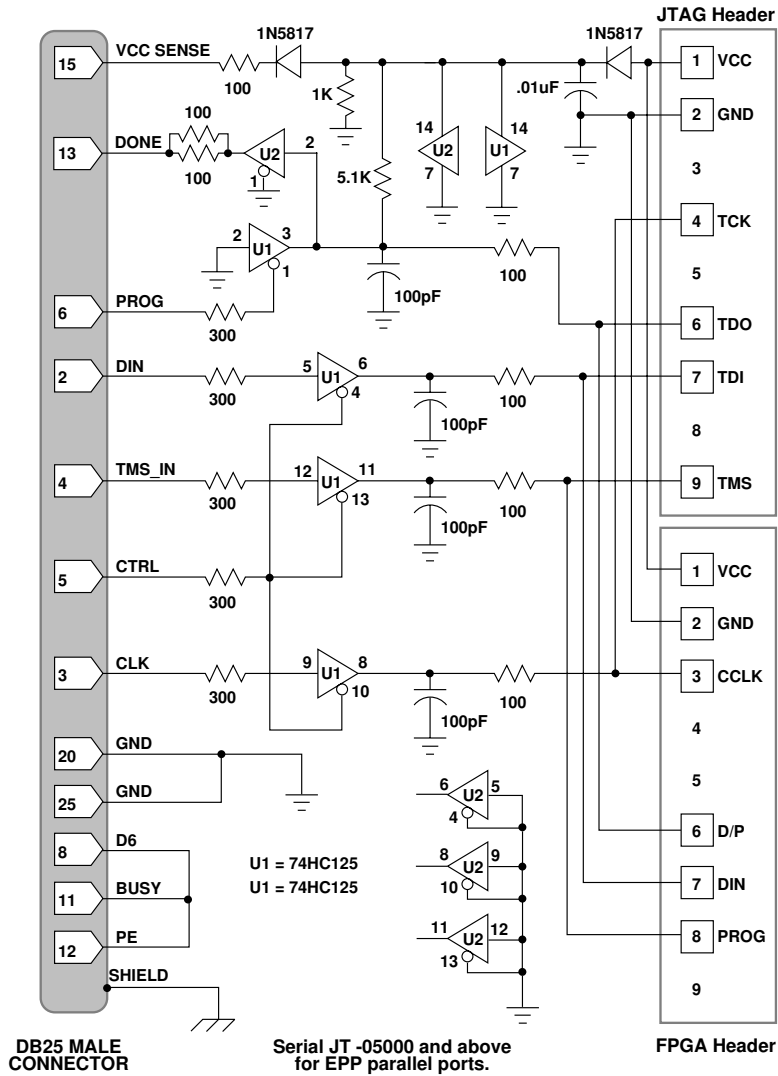 JTAG Header
1N5817
1N5817
15 VCC SENSE
100
1K
.01uF
1 VCC
2 GND
100
13 DONE
100
U2
2
1
5.1K
14
U2
7
14
U1
7
3
4 TCK
2
U1
3
1
100pF
100
5
6 PROG
300
6 TDO
2 DIN
300
5
U1
6
4
100pF
100
7 TDI
8
4 TMS_IN
300
12
U1
11
13
100pF
100
9 TMS
5 CTRL
300
1 VCC
2 GND
3 CLK
300
9
U1
8
10
100pF
100
3 CCLK
4
20 GND
25 GND
5
6
U2
5
4
8 D6
6 D/P
U1 = 74HC125
U1 = 74HC125
8
U2
9
10
11 BUSY
7 DIN
12 PE
11
U2
12
13
8 PROG
SHIELD
9
DB25 MALE
CONNECTOR
Serial JT -05000 and above
for EPP parallel ports.
FPGA Header